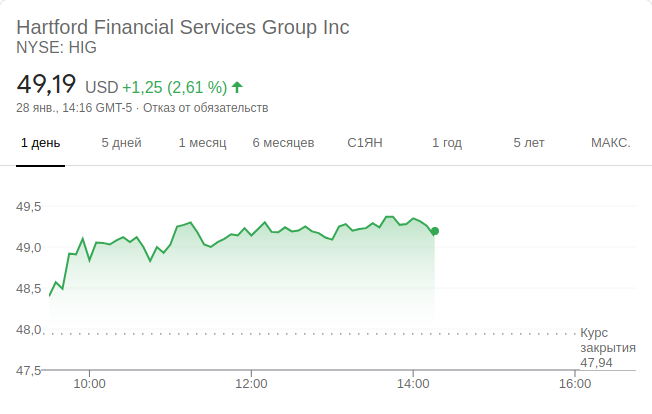 Hartford Financial Services Group Inc
NYSE: HIG
49,19 USD +1,25 (2,61 %)
28 янв., 14:16 GMT-5 · Отказ от обязательств
1 день 5 дней 1 месяц 6 месяцев С1ЯН 1 год 5 лет МАКС.
49,5
49,0
48,5
48,0
Курс
закрытия
47,94
47,5
10:00 12:00 14:00 16:00